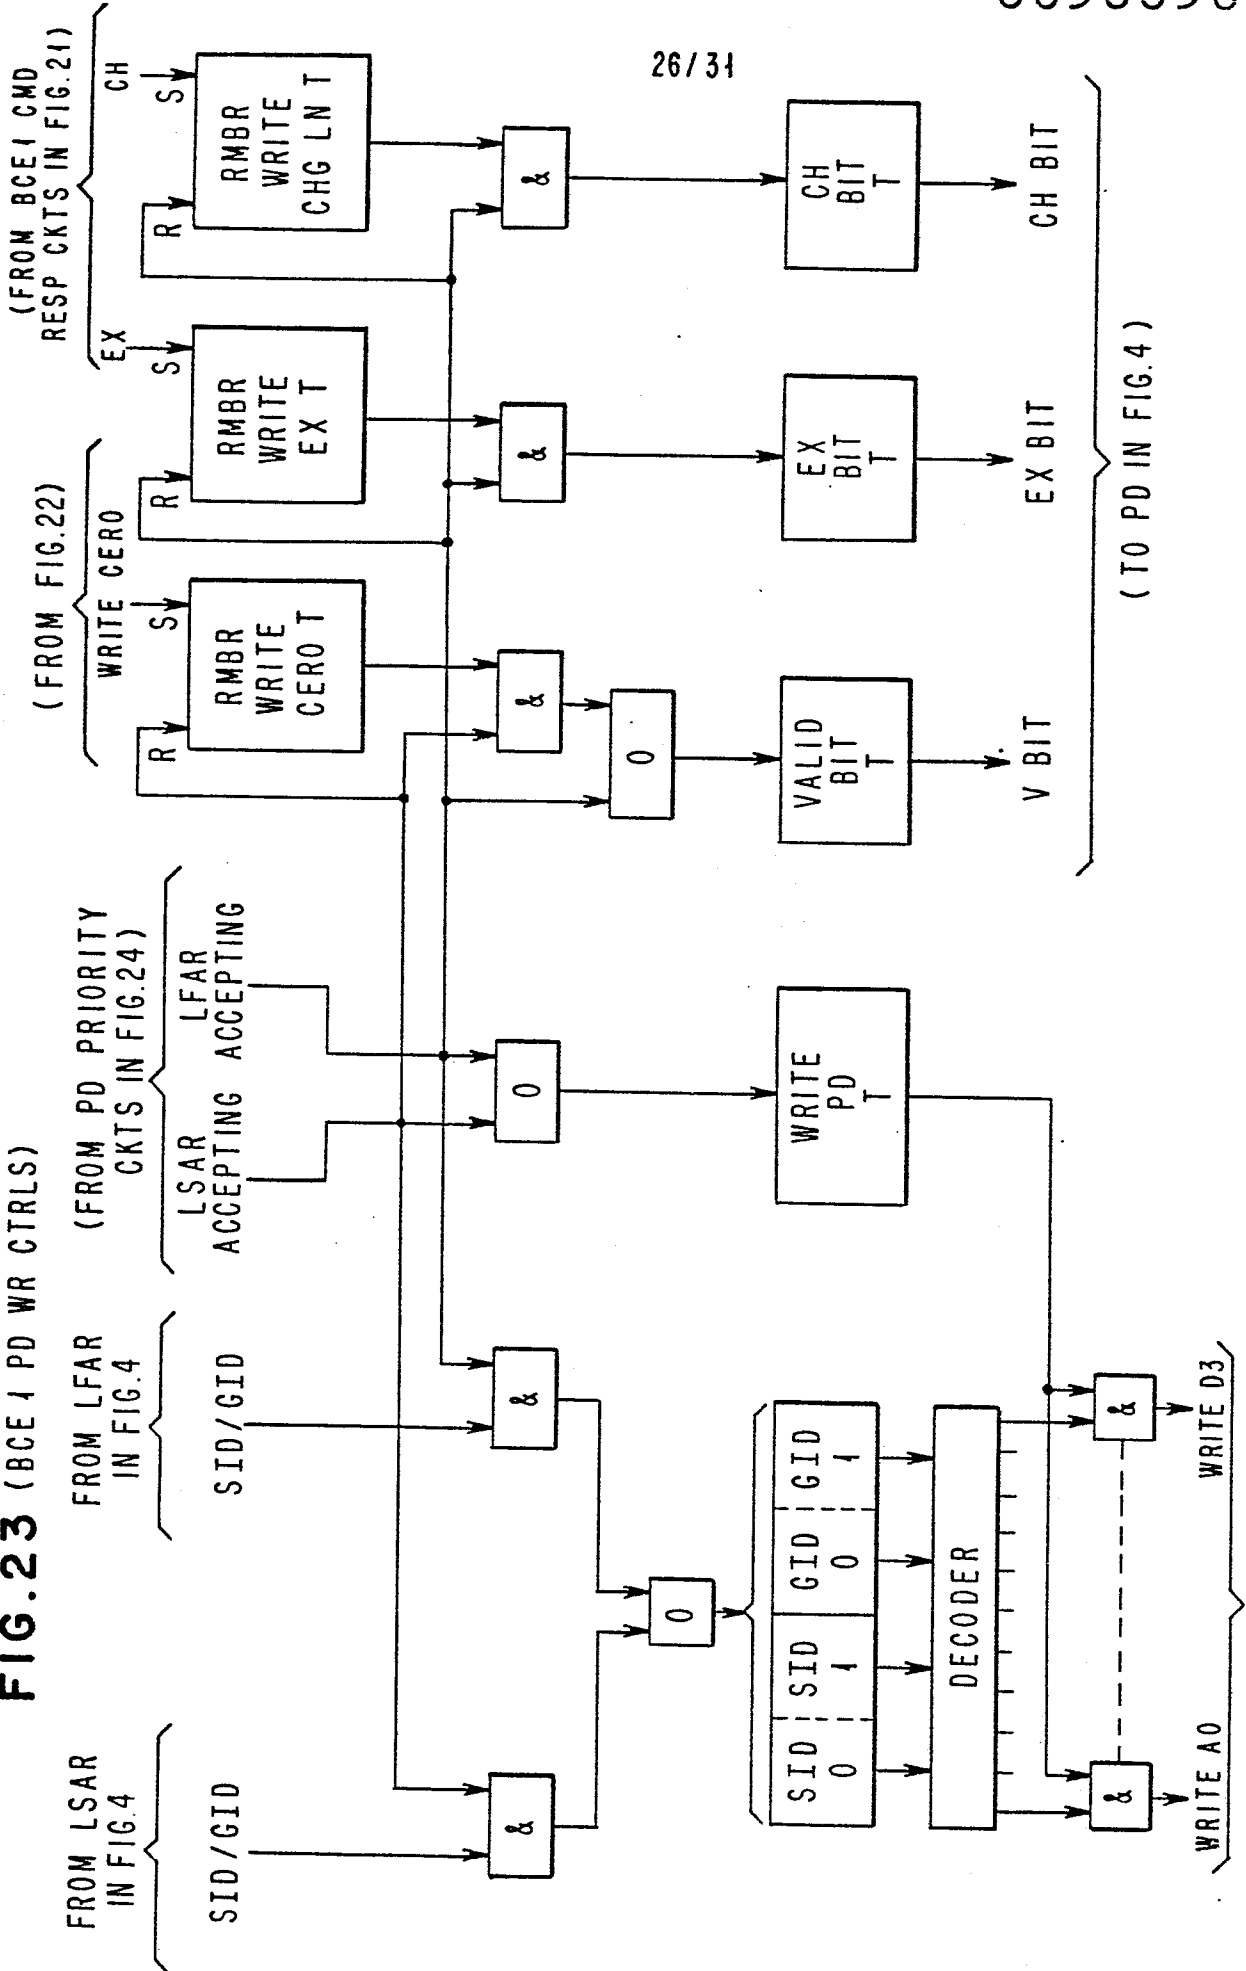 26/31
FIG.23 (BCE 1 PD WR CTRLS)
FROM LSAR
IN FIG.4
SID/GID
FROM LFAR
IN FIG.4
SID/GID
(FROM PD PRIORITY
CKTS IN FIG.24)
LSAR
ACCEPTING
LFAR
ACCEPTING
(FROM FIG.22)
WRITE CERO
(FROM BCE1 CMD
RESP CKTS IN FIG.21)
EX
CH
R
S
RMBR
WRITE
CERO T
R
S
RMBR
WRITE
EX T
R
S
RMBR
WRITE
CHG LN T
&
&
O
&
&
&
O
O
SID
0
SID
1
GID
0
GID
1
DECODER
WRITE
PD
T
VALID
BIT
T
EX
BIT
T
CH
BIT
T
&
&
WRITE A0
WRITE D3
V BIT
EX BIT
CH BIT
(TO PD IN FIG.4)